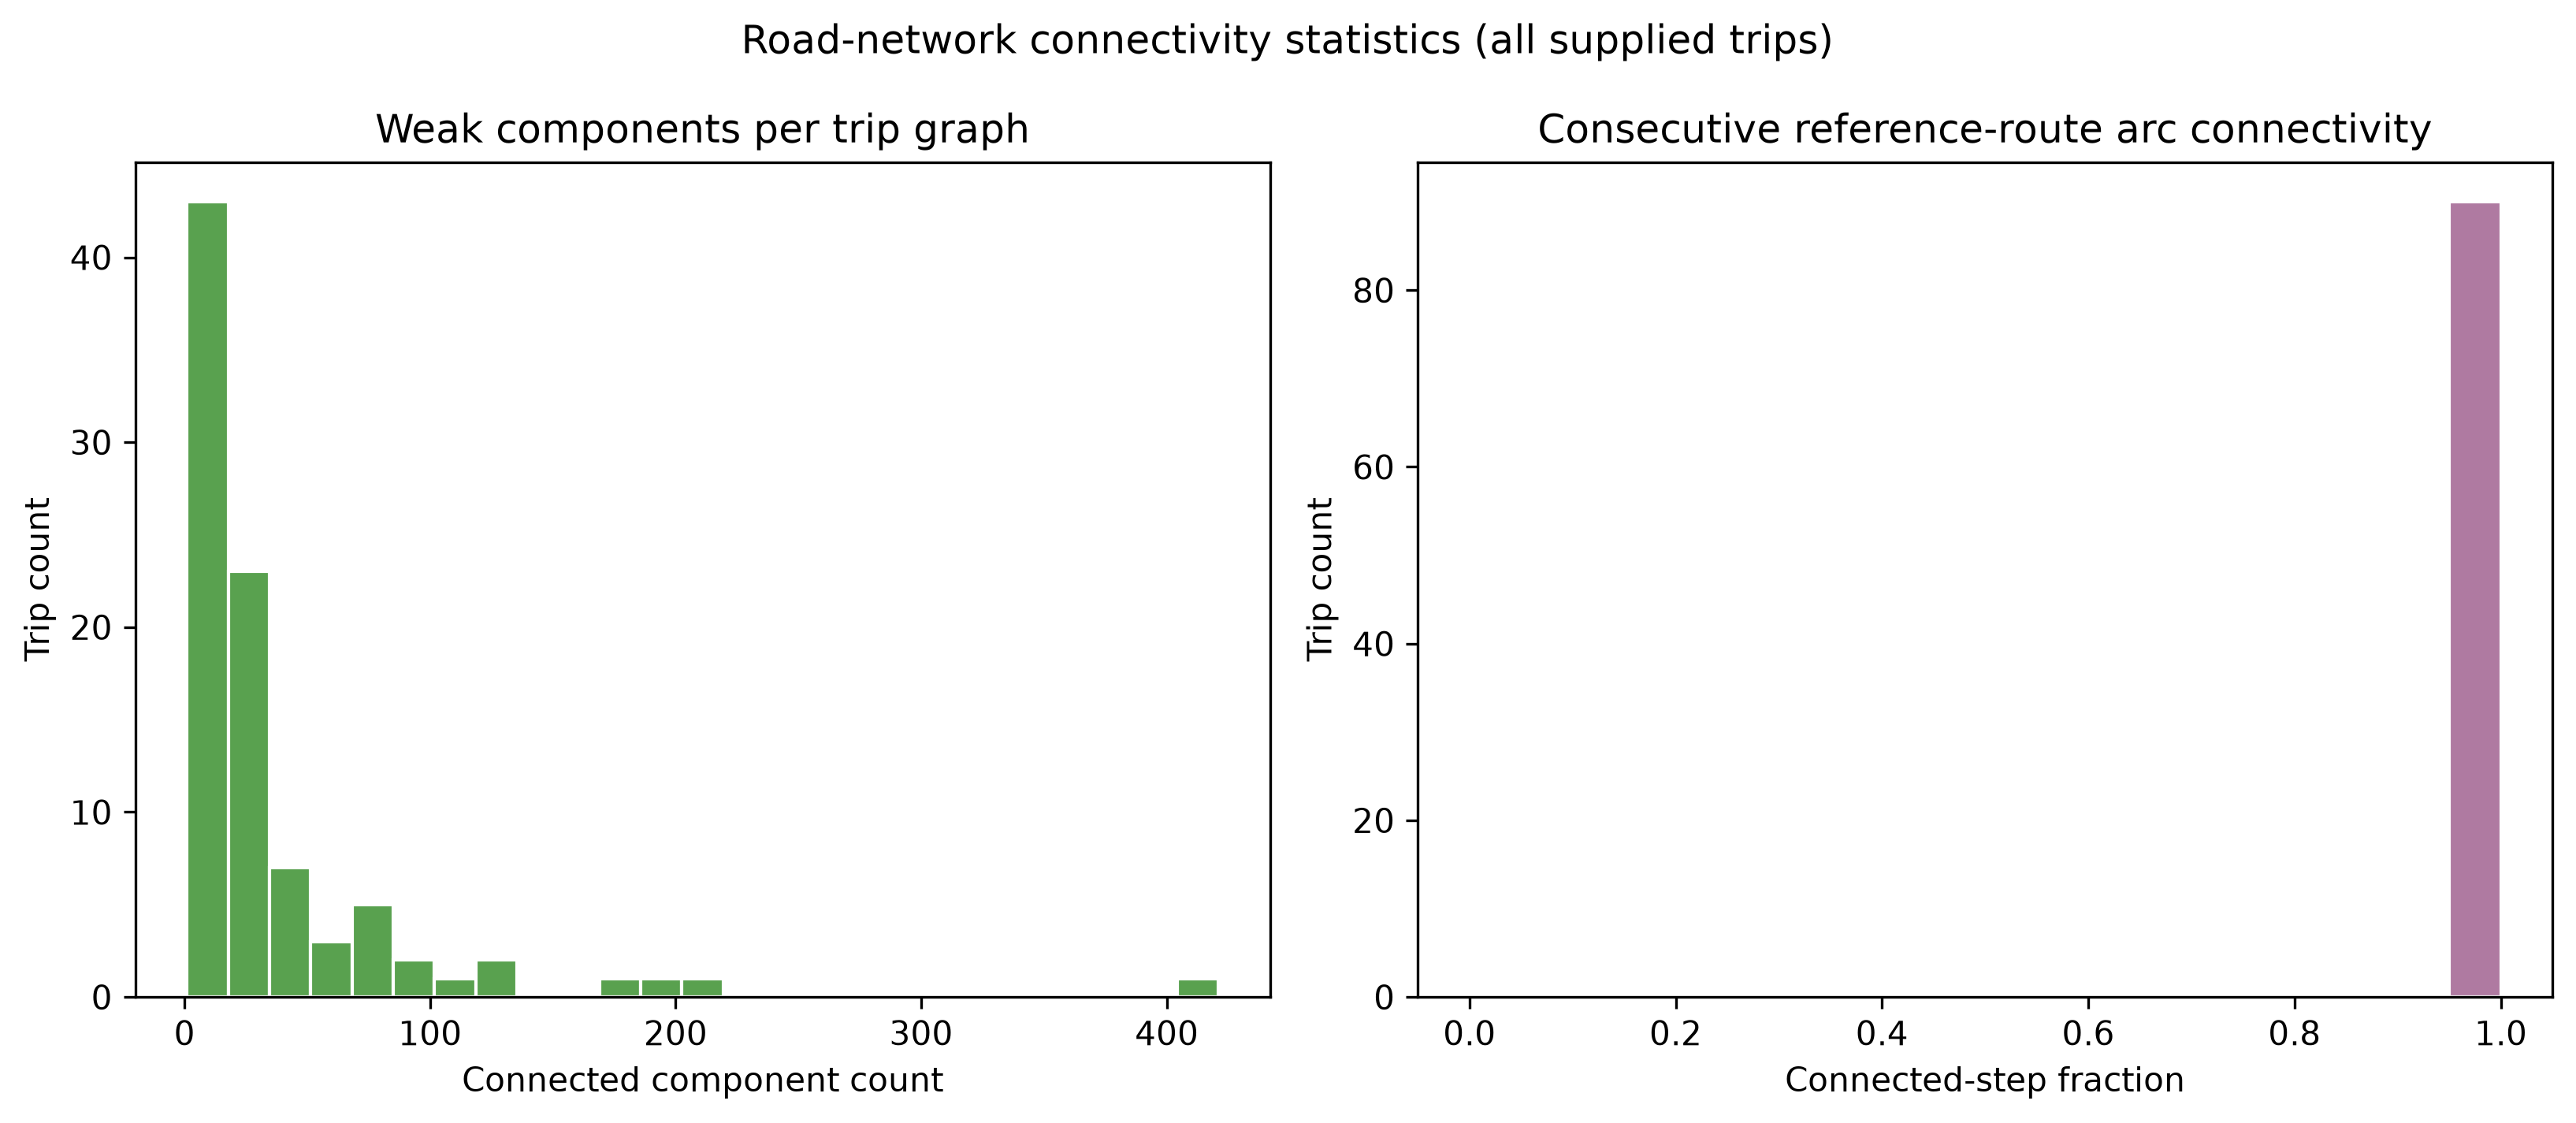 Road-network connectivity statistics (all supplied trips)
Weak components per trip graph
Trip count
40
30
20
10
0
0 100 200 300 400
Connected component count
Consecutive reference-route arc connectivity
Trip count
80
60
40
20
0
0.0 0.2 0.4 0.6 0.8 1.0
Connected-step fraction